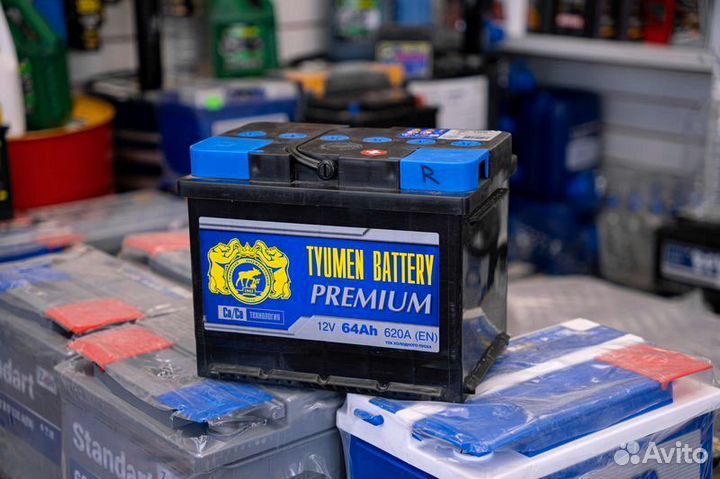 R
TYUMEN BATTERY
PREMIUM
Ca/Ca ТЕХНОЛОГИЯ
12V 64Ah 620A (EN)
ТОК ХОЛОДНОГО ПУСКА
Standart
Standart
Avito